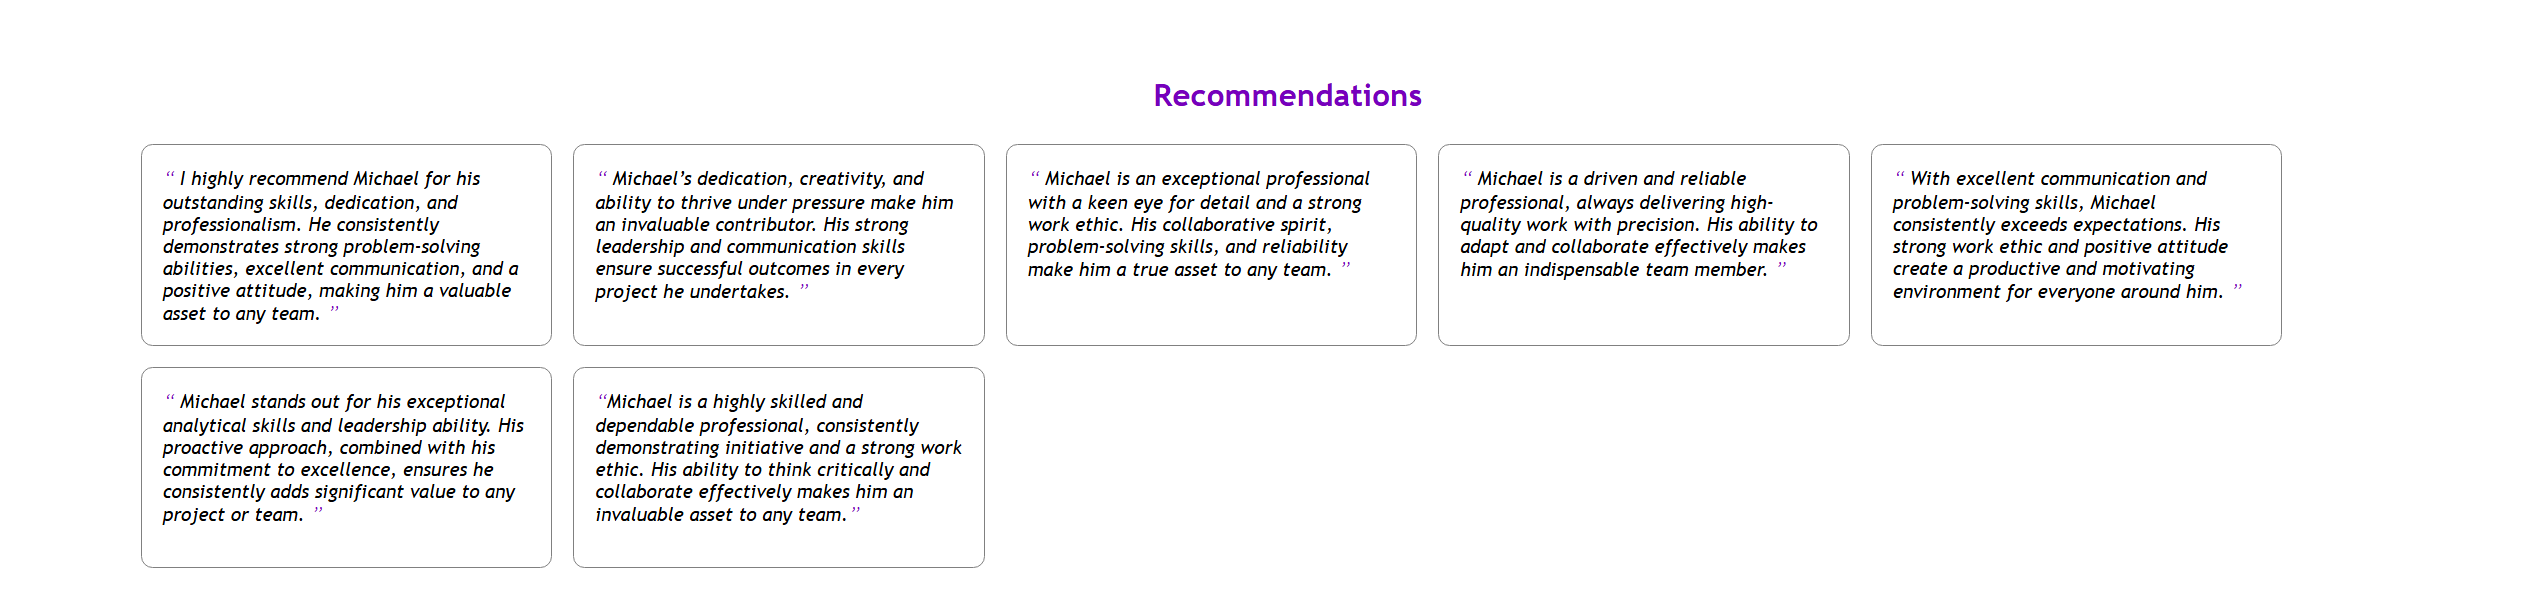 Recommendations
“ I highly recommend Michael for his
outstanding skills, dedication, and
professionalism. He consistently
demonstrates strong problem-solving
abilities, excellent communication, and a
positive attitude, making him a valuable
asset to any team. ”
“ Michael’s dedication, creativity, and
ability to thrive under pressure make him
an invaluable contributor. His strong
leadership and communication skills
ensure successful outcomes in every
project he undertakes. ”
“ Michael is an exceptional professional
with a keen eye for detail and a strong
work ethic. His collaborative spirit,
problem-solving skills, and reliability
make him a true asset to any team. ”
“ Michael is a driven and reliable
professional, always delivering high-
quality work with precision. His ability to
adapt and collaborate effectively makes
him an indispensable team member. ”
“ With excellent communication and
problem-solving skills, Michael
consistently exceeds expectations. His
strong work ethic and positive attitude
create a productive and motivating
environment for everyone around him. ”
“ Michael stands out for his exceptional
analytical skills and leadership ability. His
proactive approach, combined with his
commitment to excellence, ensures he
consistently adds significant value to any
project or team. ”
“Michael is a highly skilled and
dependable professional, consistently
demonstrating initiative and a strong work
ethic. His ability to think critically and
collaborate effectively makes him an
invaluable asset to any team.”